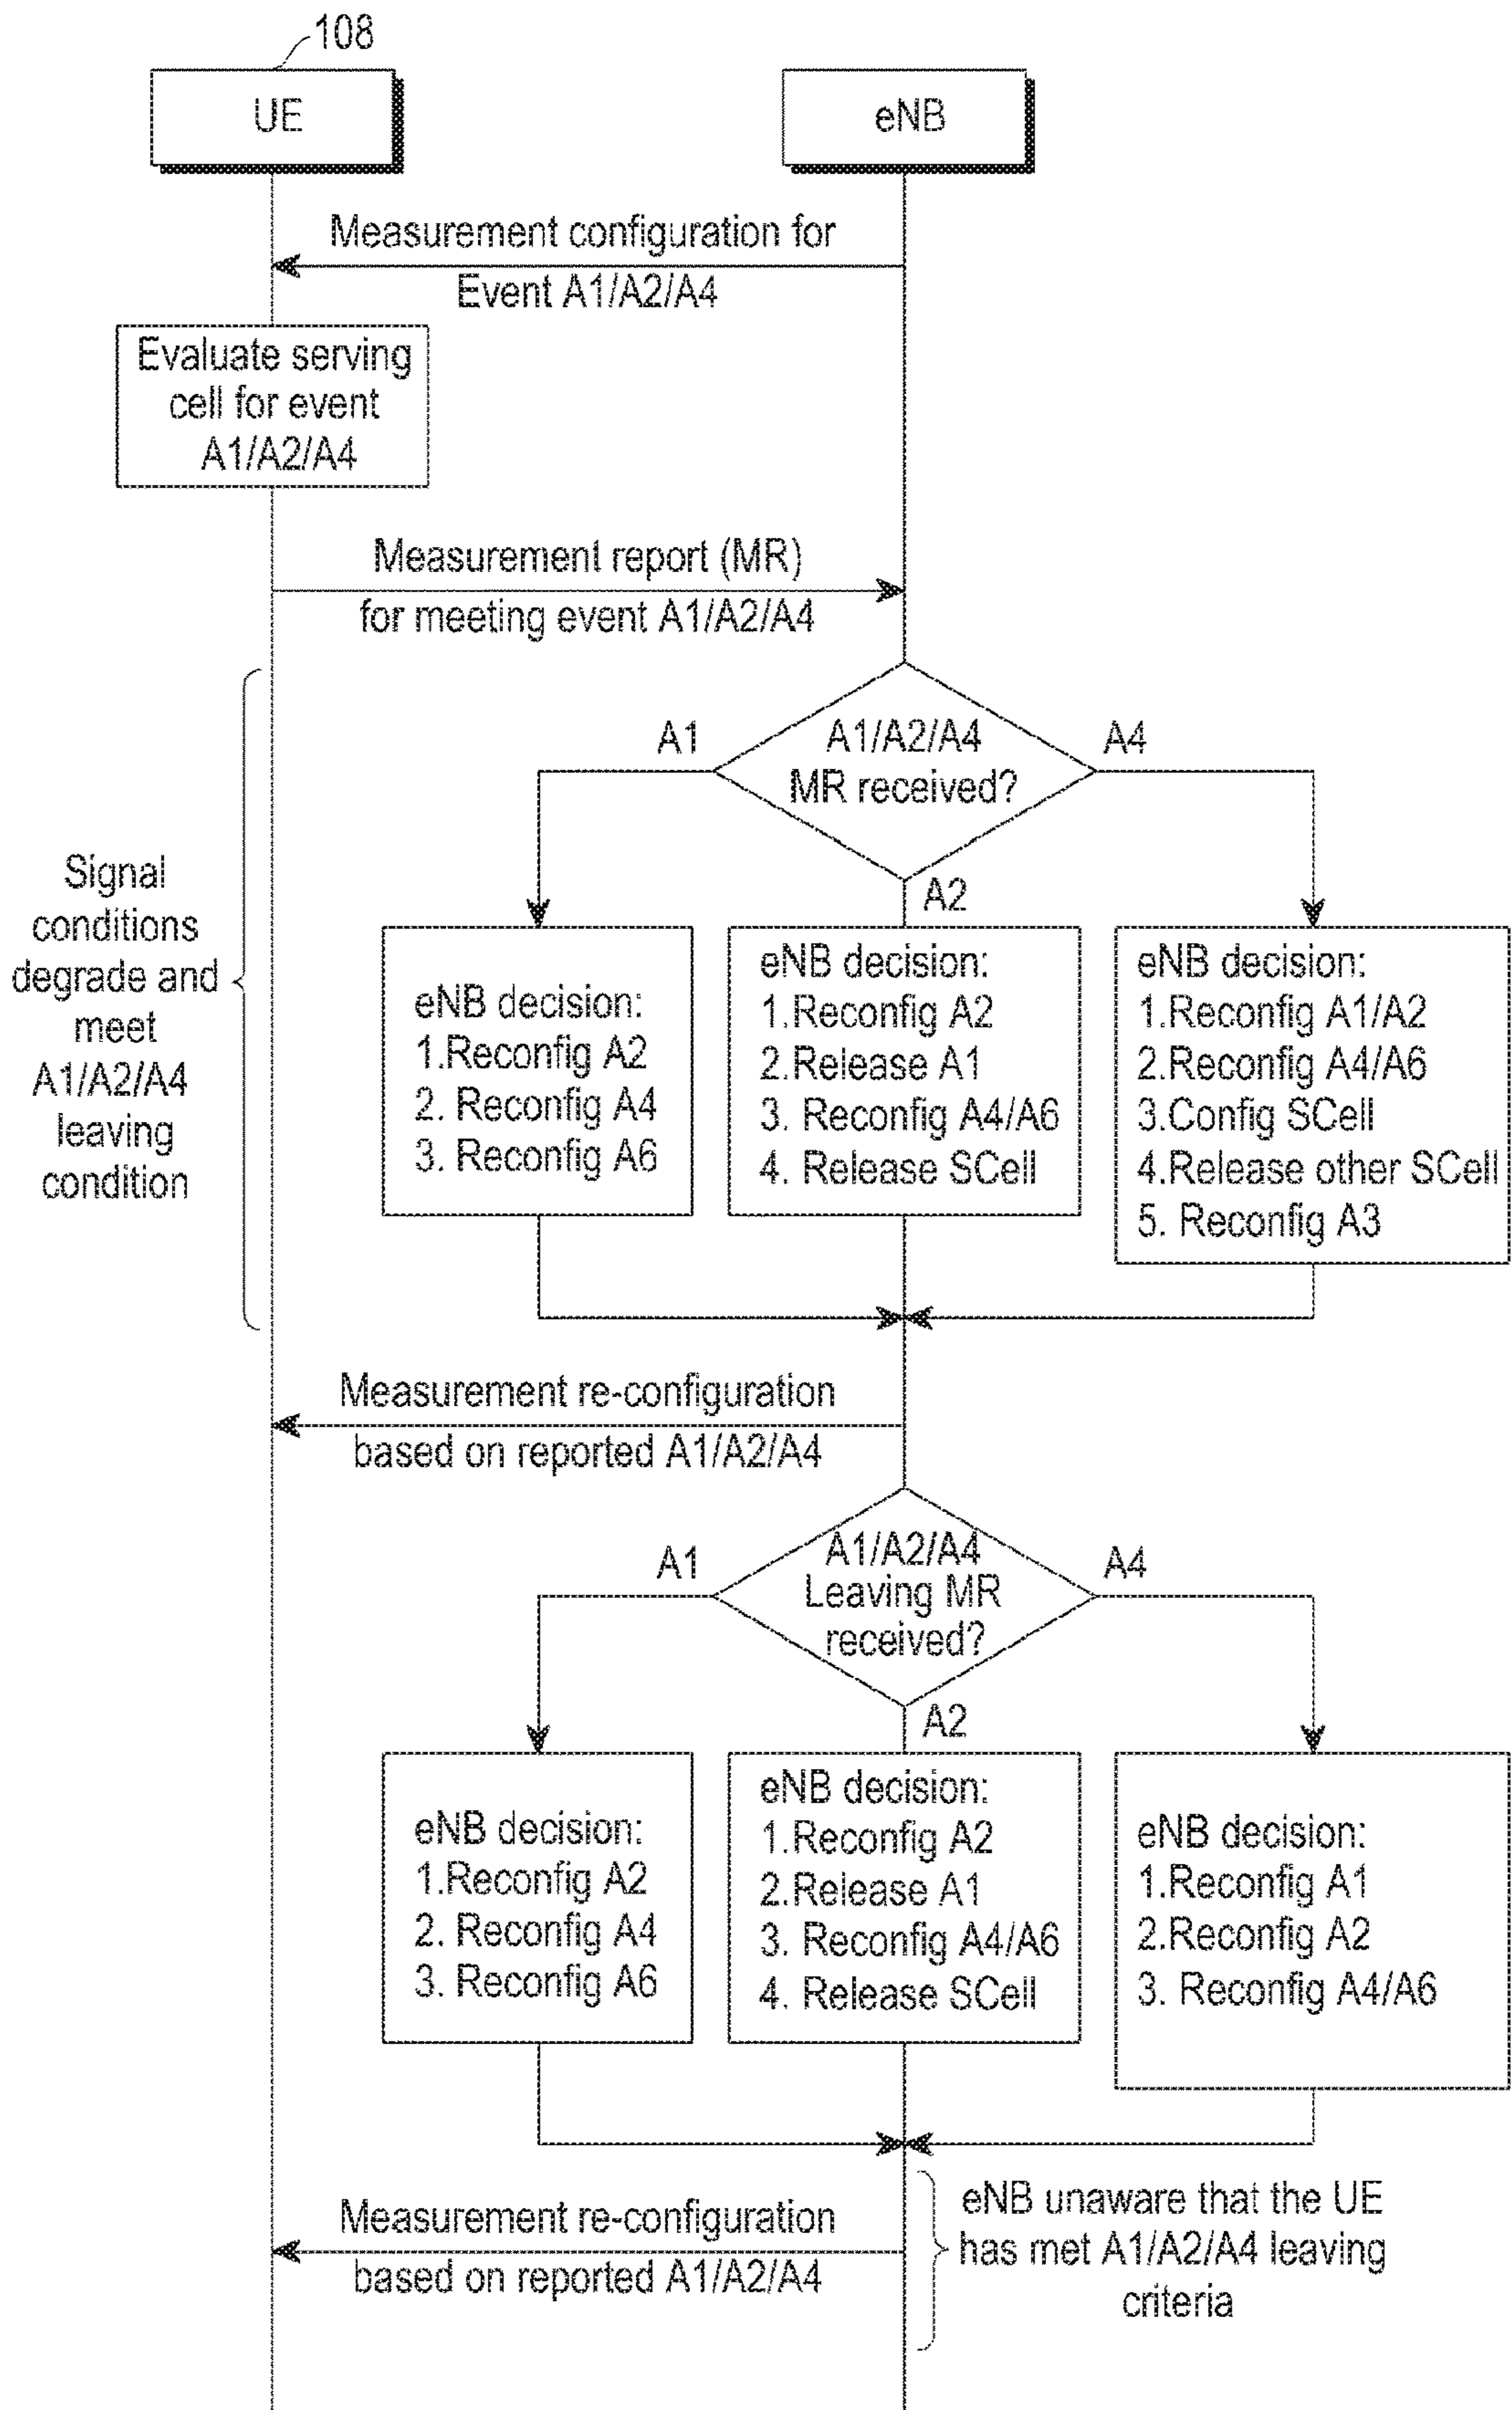 108
UE
eNB
Measurement configuration for
Event A1/A2/A4
Evaluate serving
cell for event
A1/A2/A4
Measurement report (MR)
for meeting event A1/A2/A4
A1
A1/A2/A4
MR received?
A4
A2
Signal
conditions
degrade and
meet
A1/A2/A4
leaving
condition
eNB decision:
1.Reconfig A2
2. Reconfig A4
3. Reconfig A6
eNB decision:
1.Reconfig A2
2.Release A1
3. Reconfig A4/A6
4. Release SCell
eNB decision:
1.Reconfig A1/A2
2.Reconfig A4/A6
3.Config SCell
4.Release other SCell
5. Reconfig A3
Measurement re-configuration
based on reported A1/A2/A4
A1
A1/A2/A4
Leaving MR
received?
A4
A2
eNB decision:
1.Reconfig A2
2. Reconfig A4
3. Reconfig A6
eNB decision:
1.Reconfig A2
2.Release A1
3. Reconfig A4/A6
4. Release SCell
eNB decision:
1.Reconfig A1
2.Reconfig A2
3. Reconfig A4/A6
Measurement re-configuration
based on reported A1/A2/A4
eNB unaware that the UE
has met A1/A2/A4 leaving
criteria